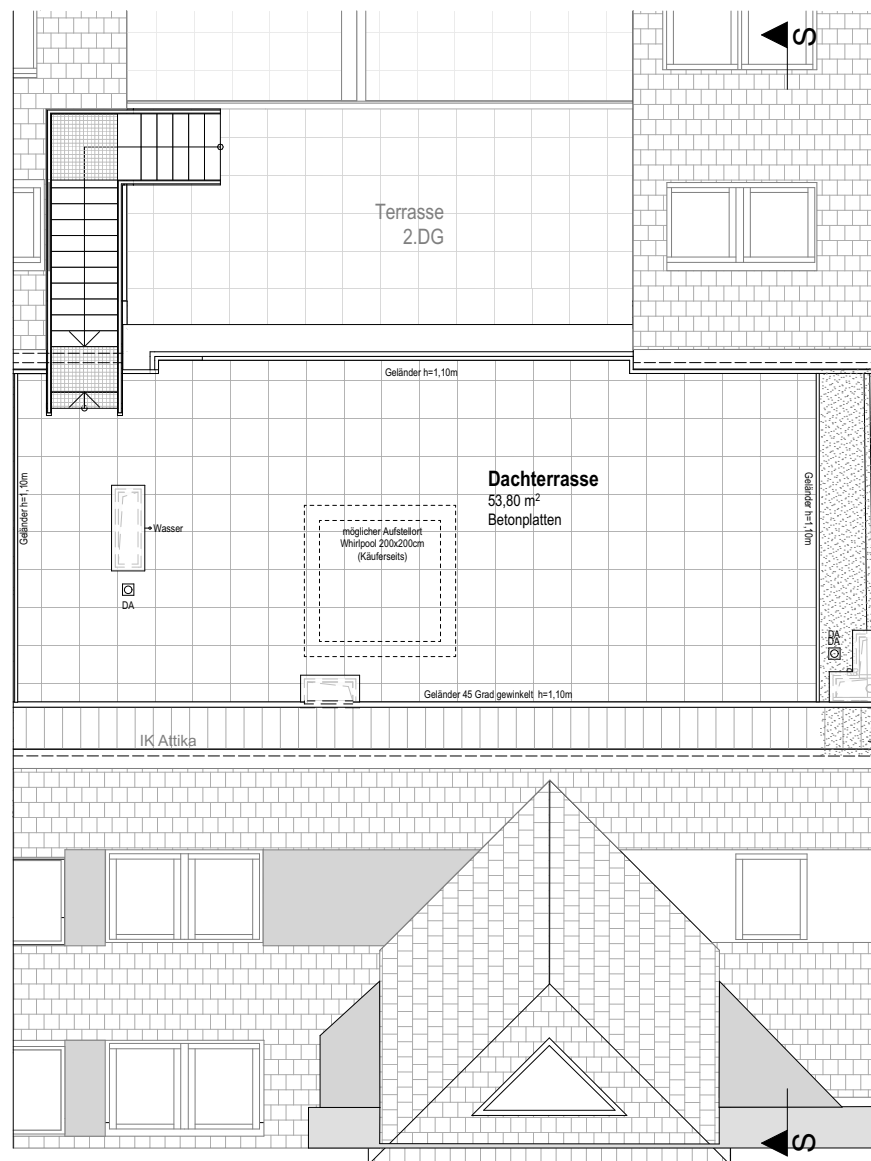 S
Terrasse
2.DG
Geländer h=1,10m
Geländer h=1,10m
Dachterrasse
53,80 m²
Betonplatten
Geländer h=1,10m
Wasser
möglicher Aufstellort
Whirlpool 200x200cm
(Käuferseits)
DA
DA
DA
Geländer 45 Grad gewinkelt h=1,10m
IK Attika
S